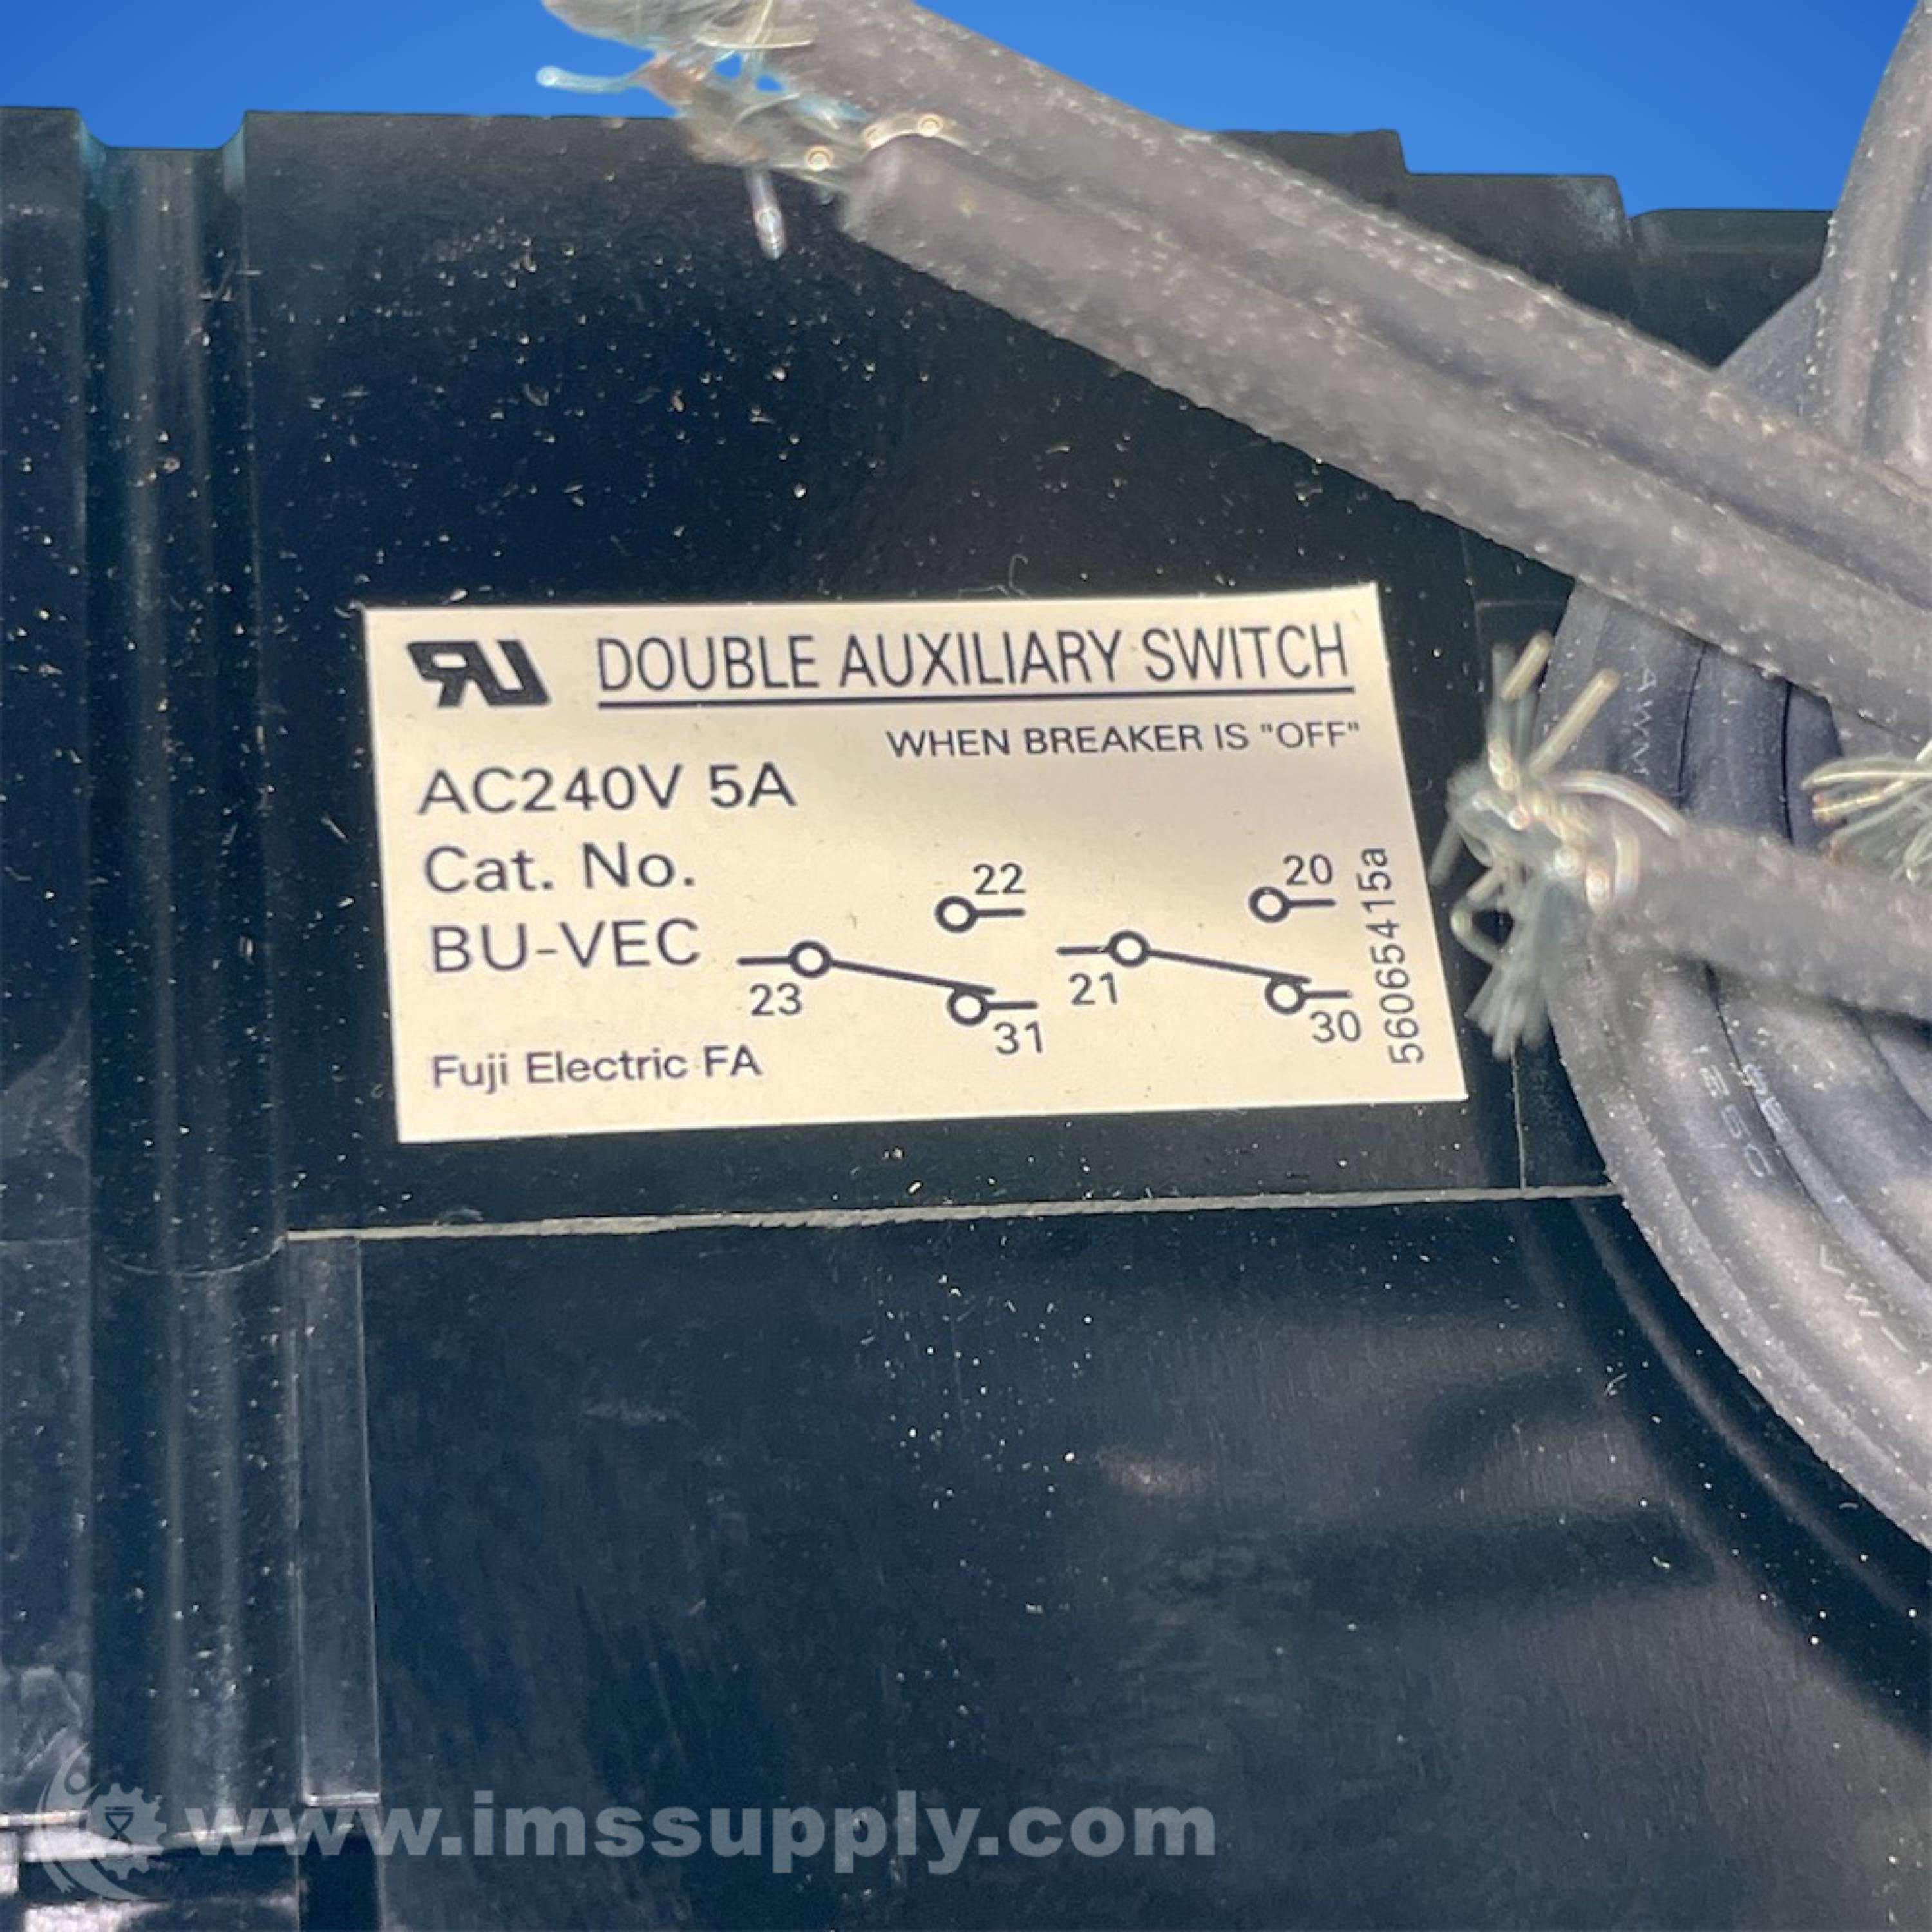 DOUBLE AUXILIARY SWITCH
WHEN BREAKER IS "OFF"
AC240V 5A
Cat. No.
BU-VEC
22
20
23
31
21
30
Fuji Electric FA
56065415a
www.imssupply.com